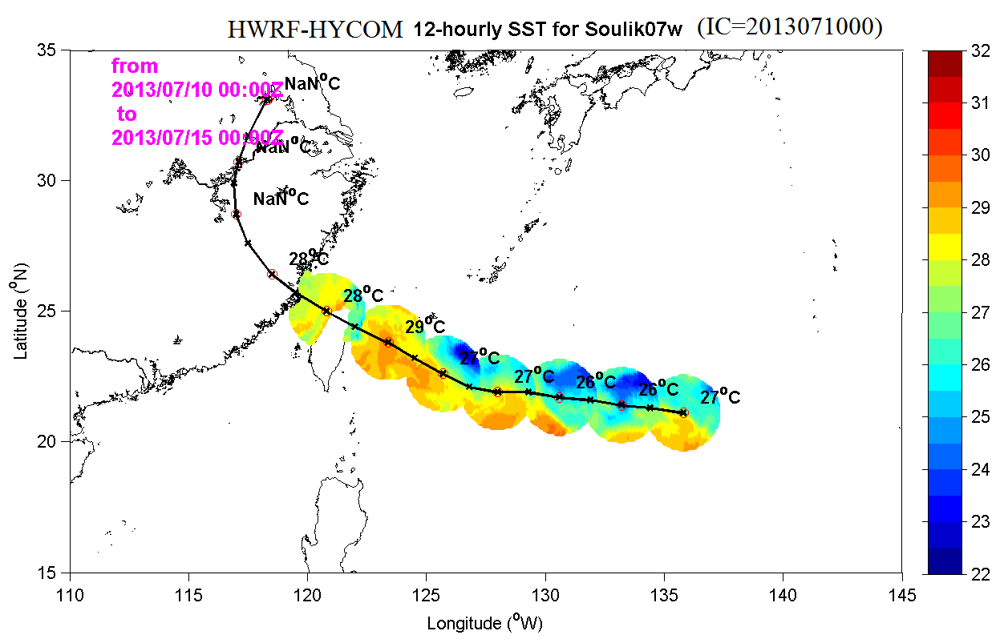 HWRF-HYCOM 12-hourly SST for Soulik07w (IC=2013071000)
from
2013/07/10 00:00Z
to
2013/07/15 00:00Z
NaN°C
NaN°C
NaN°C
28°C
28°C
29°C
27°C
27°C
26°C
26°C
27°C
35
30
25
20
15
Latitude (°N)
110 115 120 125 130 135 140 145
Longitude (°W)
32
31
30
29
28
27
26
25
24
23
22